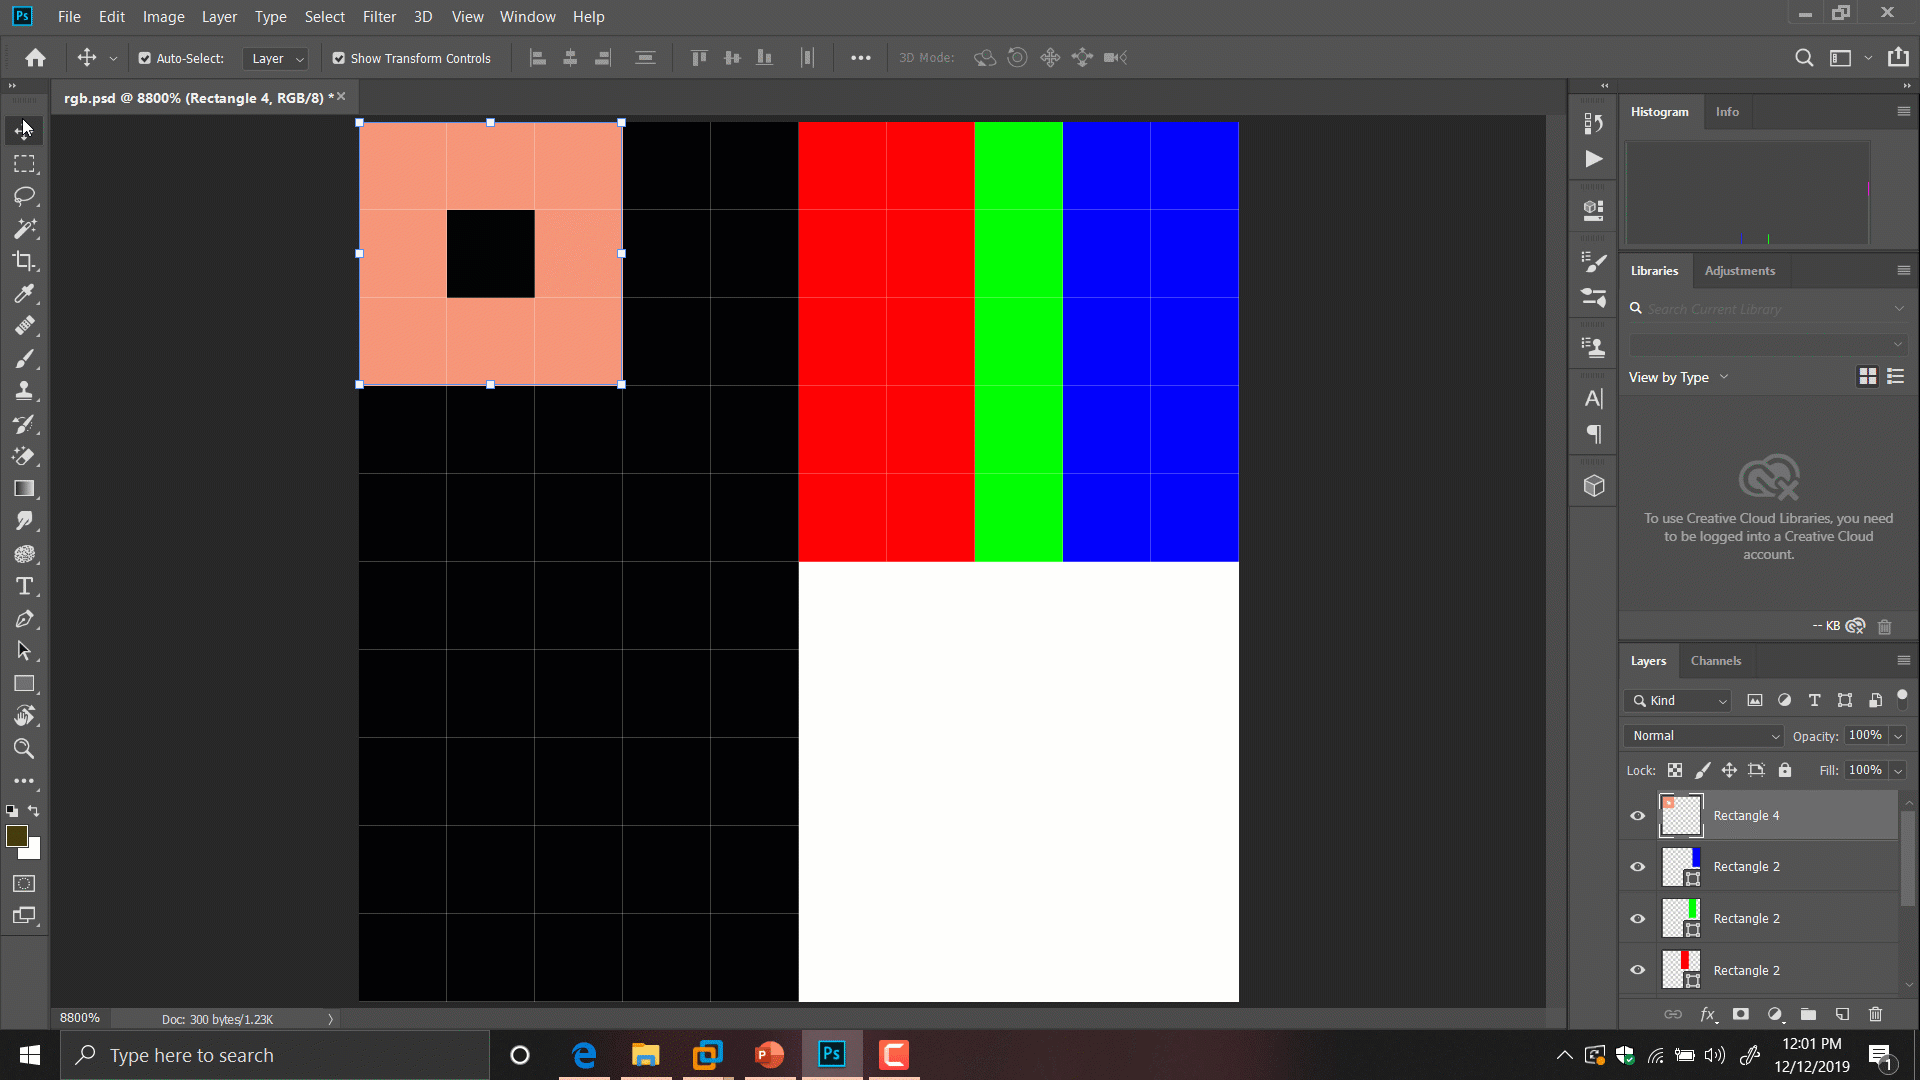 Ps File Edit Image Layer Type Select Filter 3D View Window Help
Auto-Select: Layer Show Transform Controls 3D Mode:
rgb.psd @ 8800% (Rectangle 4, RGB/8) *
Histogram Info
Libraries Adjustments
Search Current Library
View by Type
To use Creative Cloud Libraries, you need
to be logged into a Creative Cloud
account.
-- KB
Layers Channels
Kind
Normal Opacity: 100%
Lock: Fill: 100%
Rectangle 4
Rectangle 2
Rectangle 2
Rectangle 2
8800% Doc: 300 bytes/1.23K
Type here to search
Ps
12:01 PM
12/12/2019
1